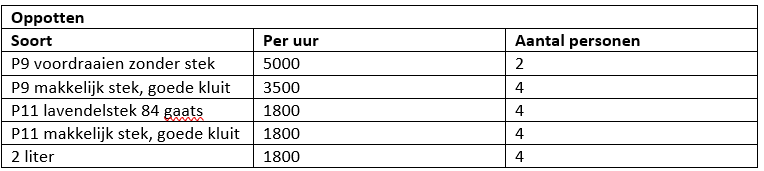 Oppotten
Soort Per uur Aantal personen
P9 voordraaien zonder stek 5000 2
P9 makkelijk stek, goede kluit 3500 4
P11 lavendelstek 84 gaats 1800 4
P11 makkelijk stek, goede kluit 1800 4
2 liter 1800 4